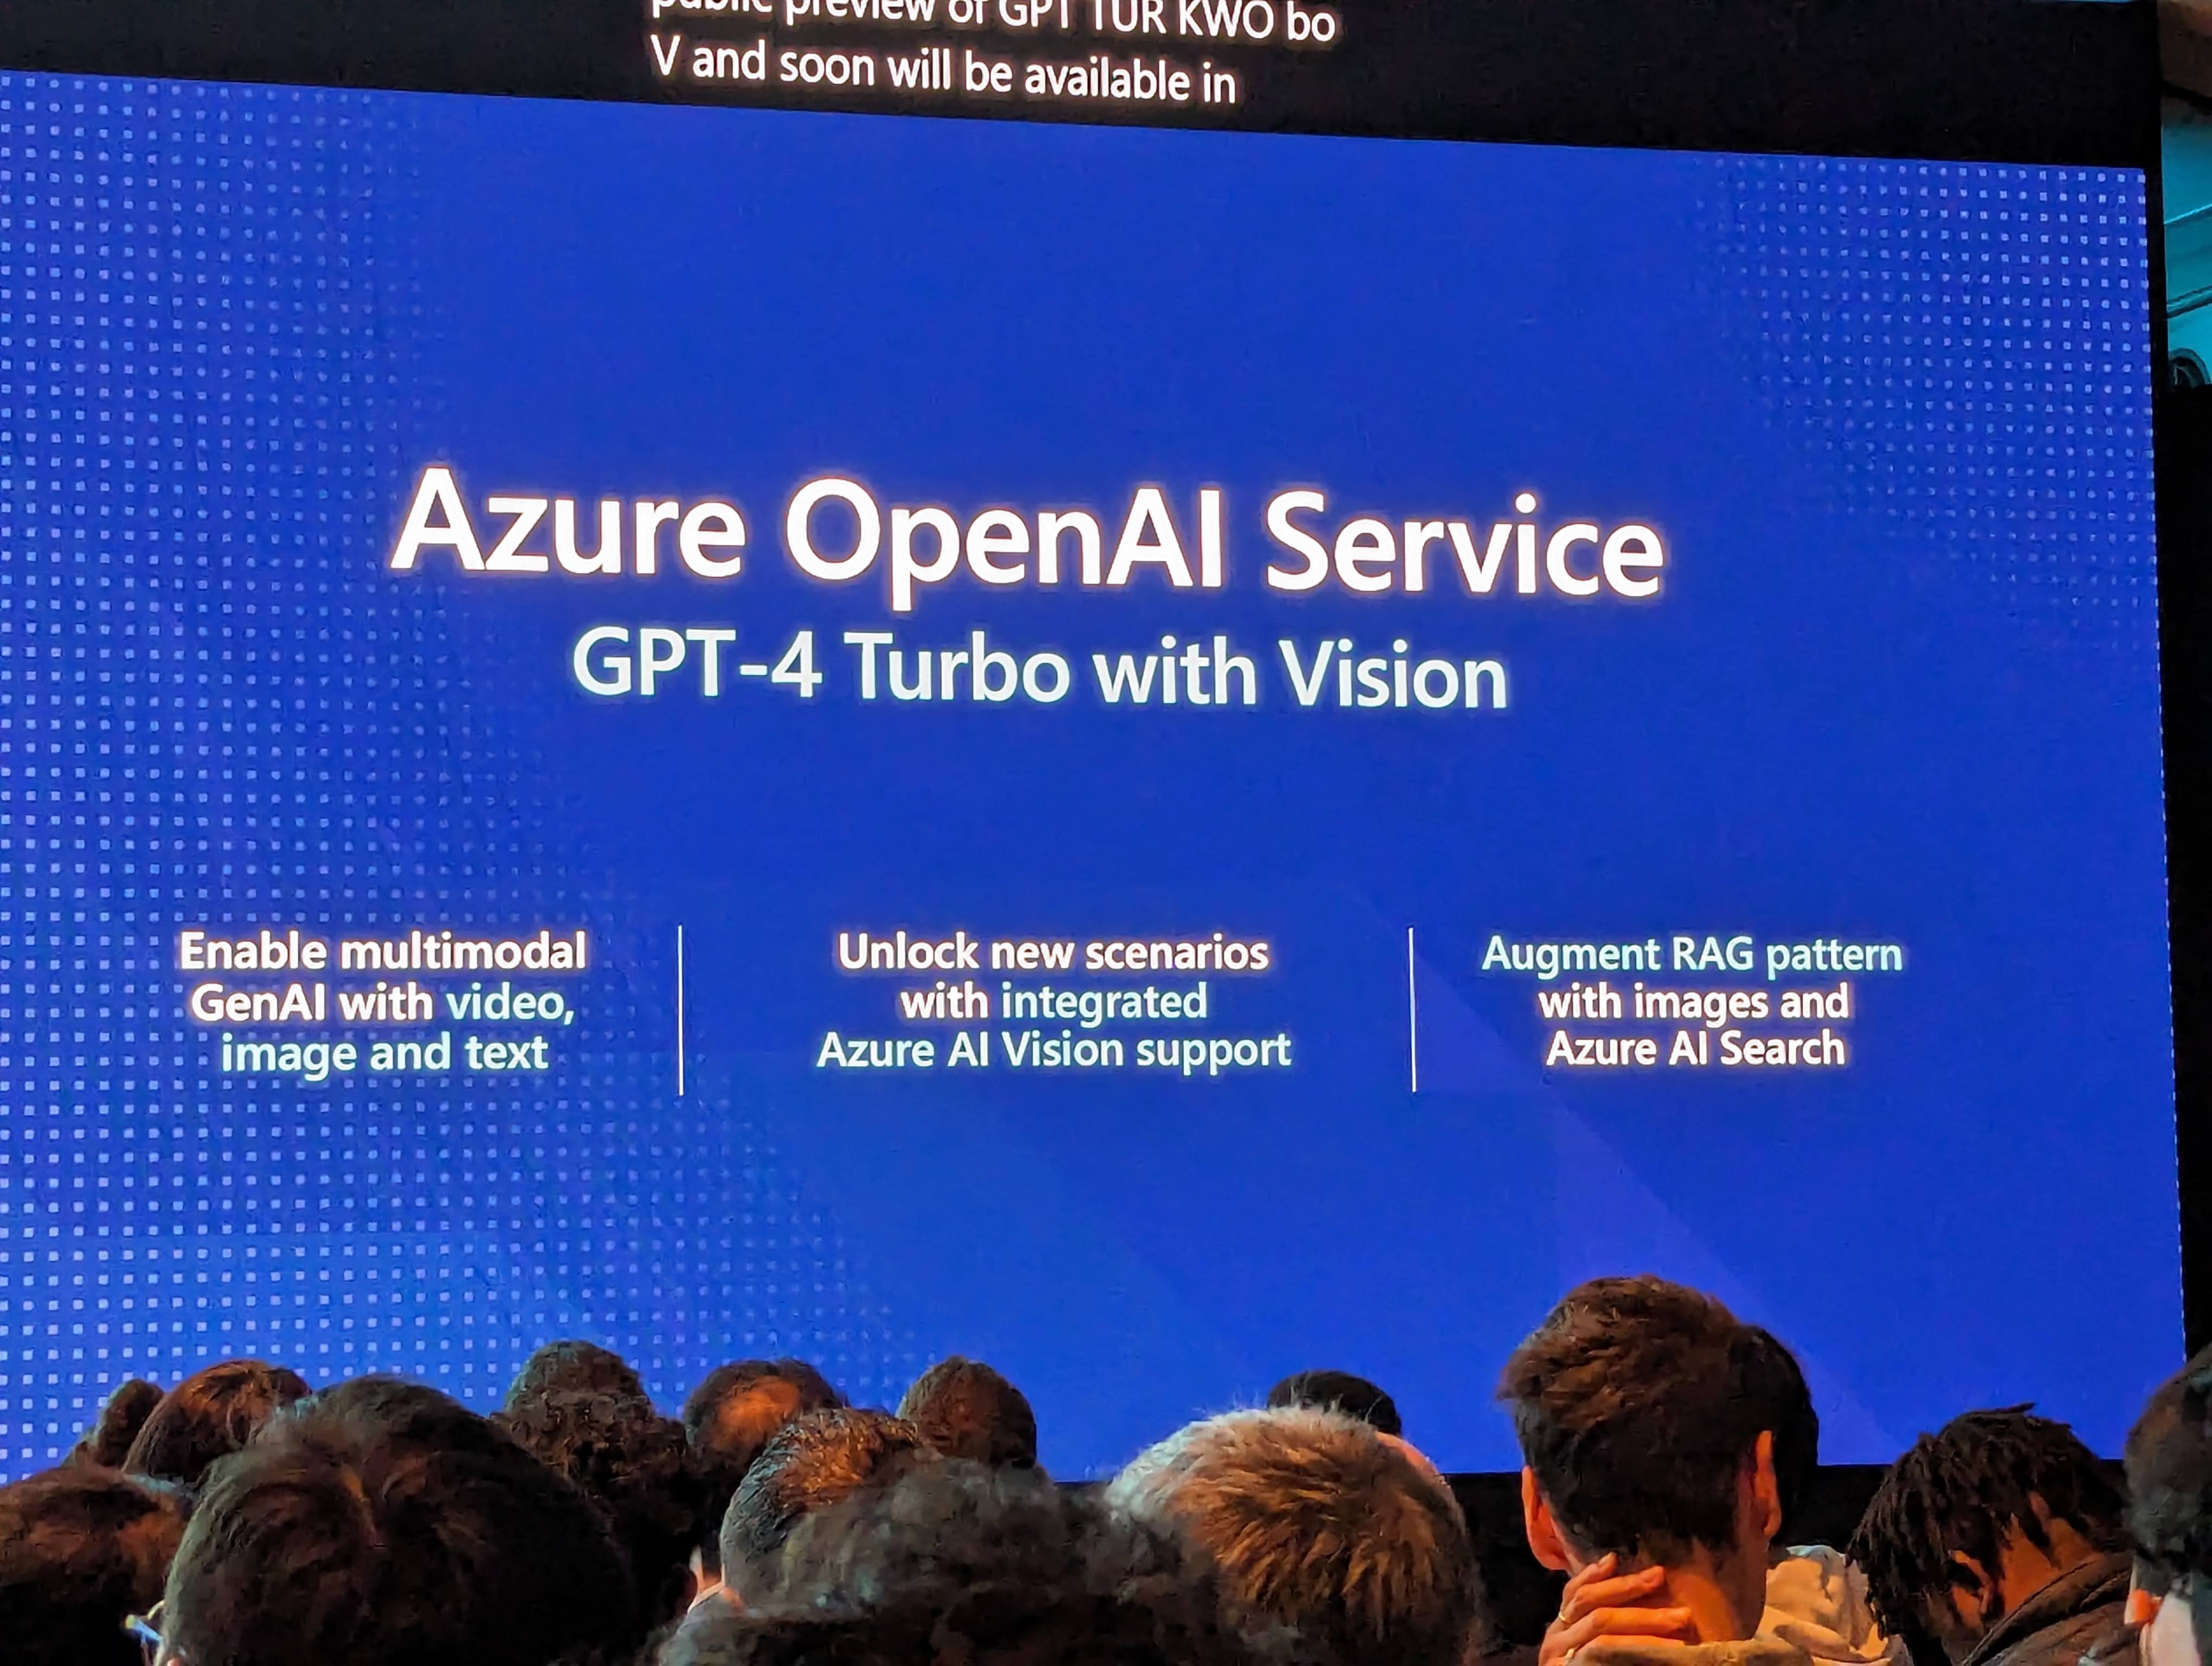 public preview of GPT TUR KWO bo
V and soon will be available in
Azure OpenAI Service
GPT-4 Turbo with Vision
Enable multimodal
GenAI with video,
image and text
Unlock new scenarios
with integrated
Azure AI Vision support
Augment RAG pattern
with images and
Azure AI Search